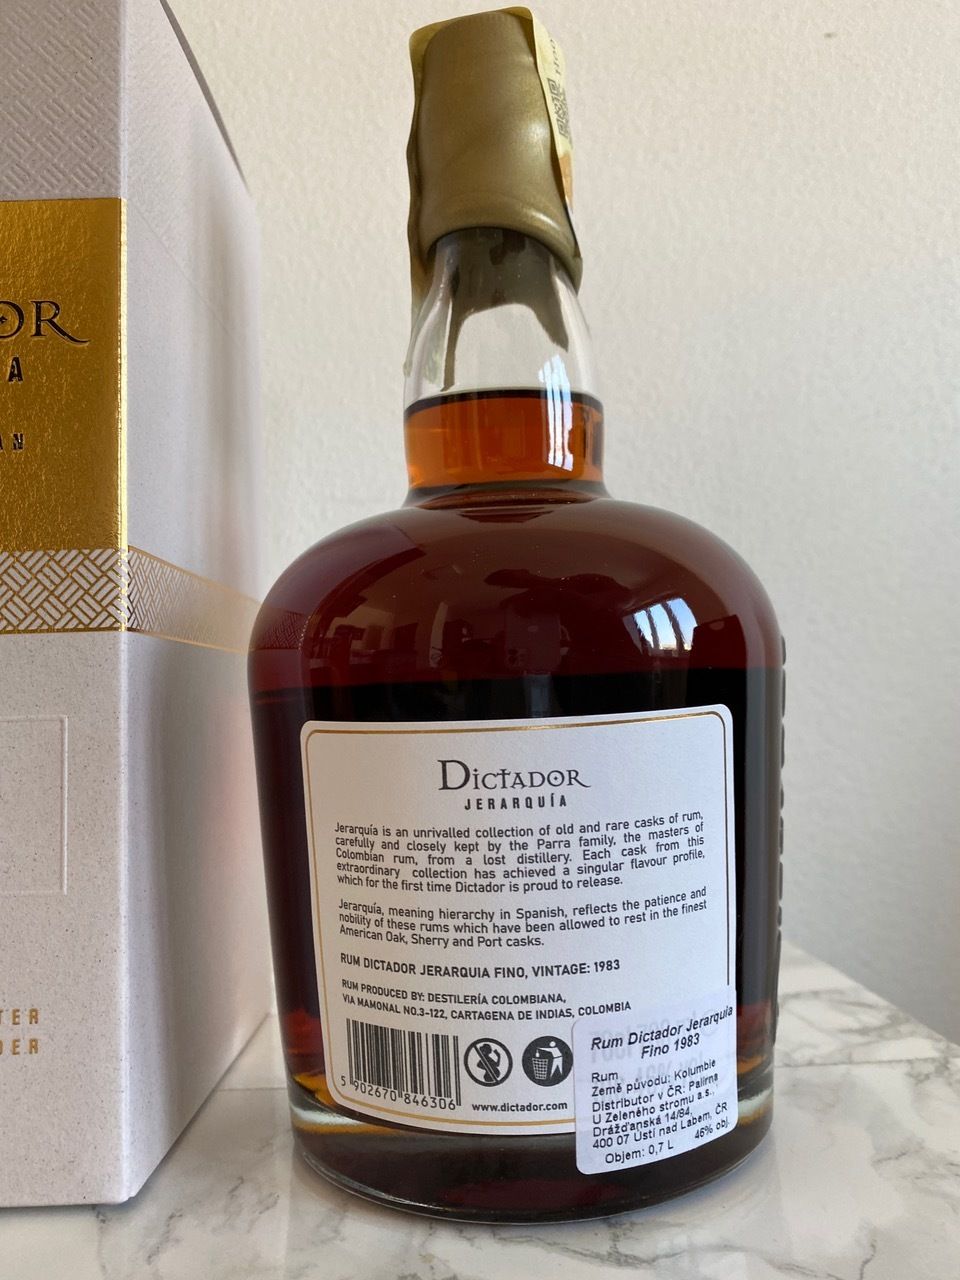 OR
A
AN
TER
DER
DICTADOR
JERARQUÍA
Jerarquía is an unrivalled collection of old and rare casks of rum,
carefully and closely kept by the Parra family, the masters of
Colombian rum, from a lost distillery. Each cask from this
extraordinary collection has achieved a singular flavour profile,
which for the first time Dictador is proud to release.
Jerarquía, meaning hierarchy in Spanish, reflects the patience and
nobility of these rums which have been allowed to rest in the finest
American Oak, Sherry and Port casks.
RUM DICTADOR JERARQUIA FINO, VINTAGE: 1983
RUM PRODUCED BY: DESTILERÍA COLOMBIANA,
VIA MAMONAL NO.3-122, CARTAGENA DE INDIAS, COLOMBIA
5 902670 846306
www.dictador.com
Rum Dictador Jerarquia
Fino 1983
Rum
Země původu: Kolumbie
Distributor v ČR: Palírna
U Zeleného stromu a.s.,
Drážďanská 14/84,
400 07 Ústí nad Labem, ČR
Objem: 0,7 L 46% obj.